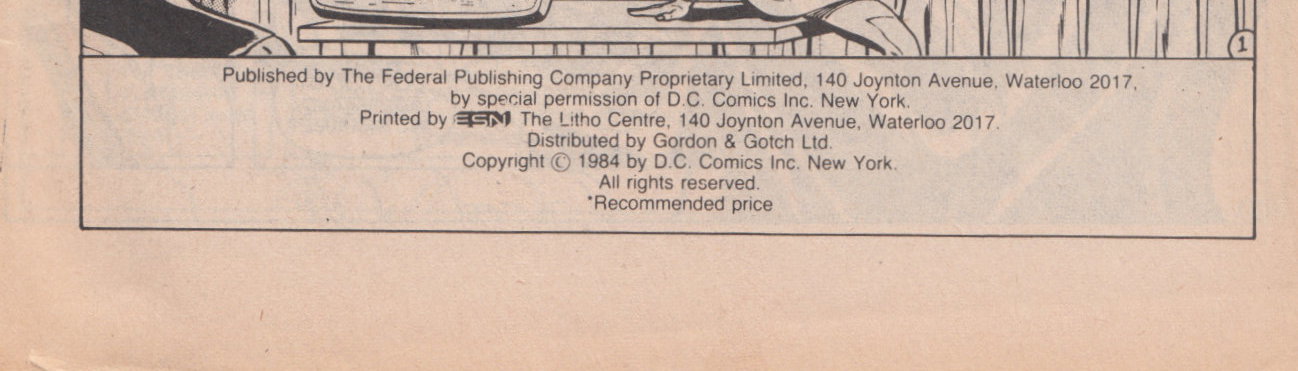 1
Published by The Federal Publishing Company Proprietary Limited, 140 Joynton Avenue, Waterloo 2017,
by special permission of D.C. Comics Inc. New York.
Printed by ESN The Litho Centre, 140 Joynton Avenue, Waterloo 2017.
Distributed by Gordon & Gotch Ltd.
Copyright © 1984 by D.C. Comics Inc. New York.
All rights reserved.
*Recommended price